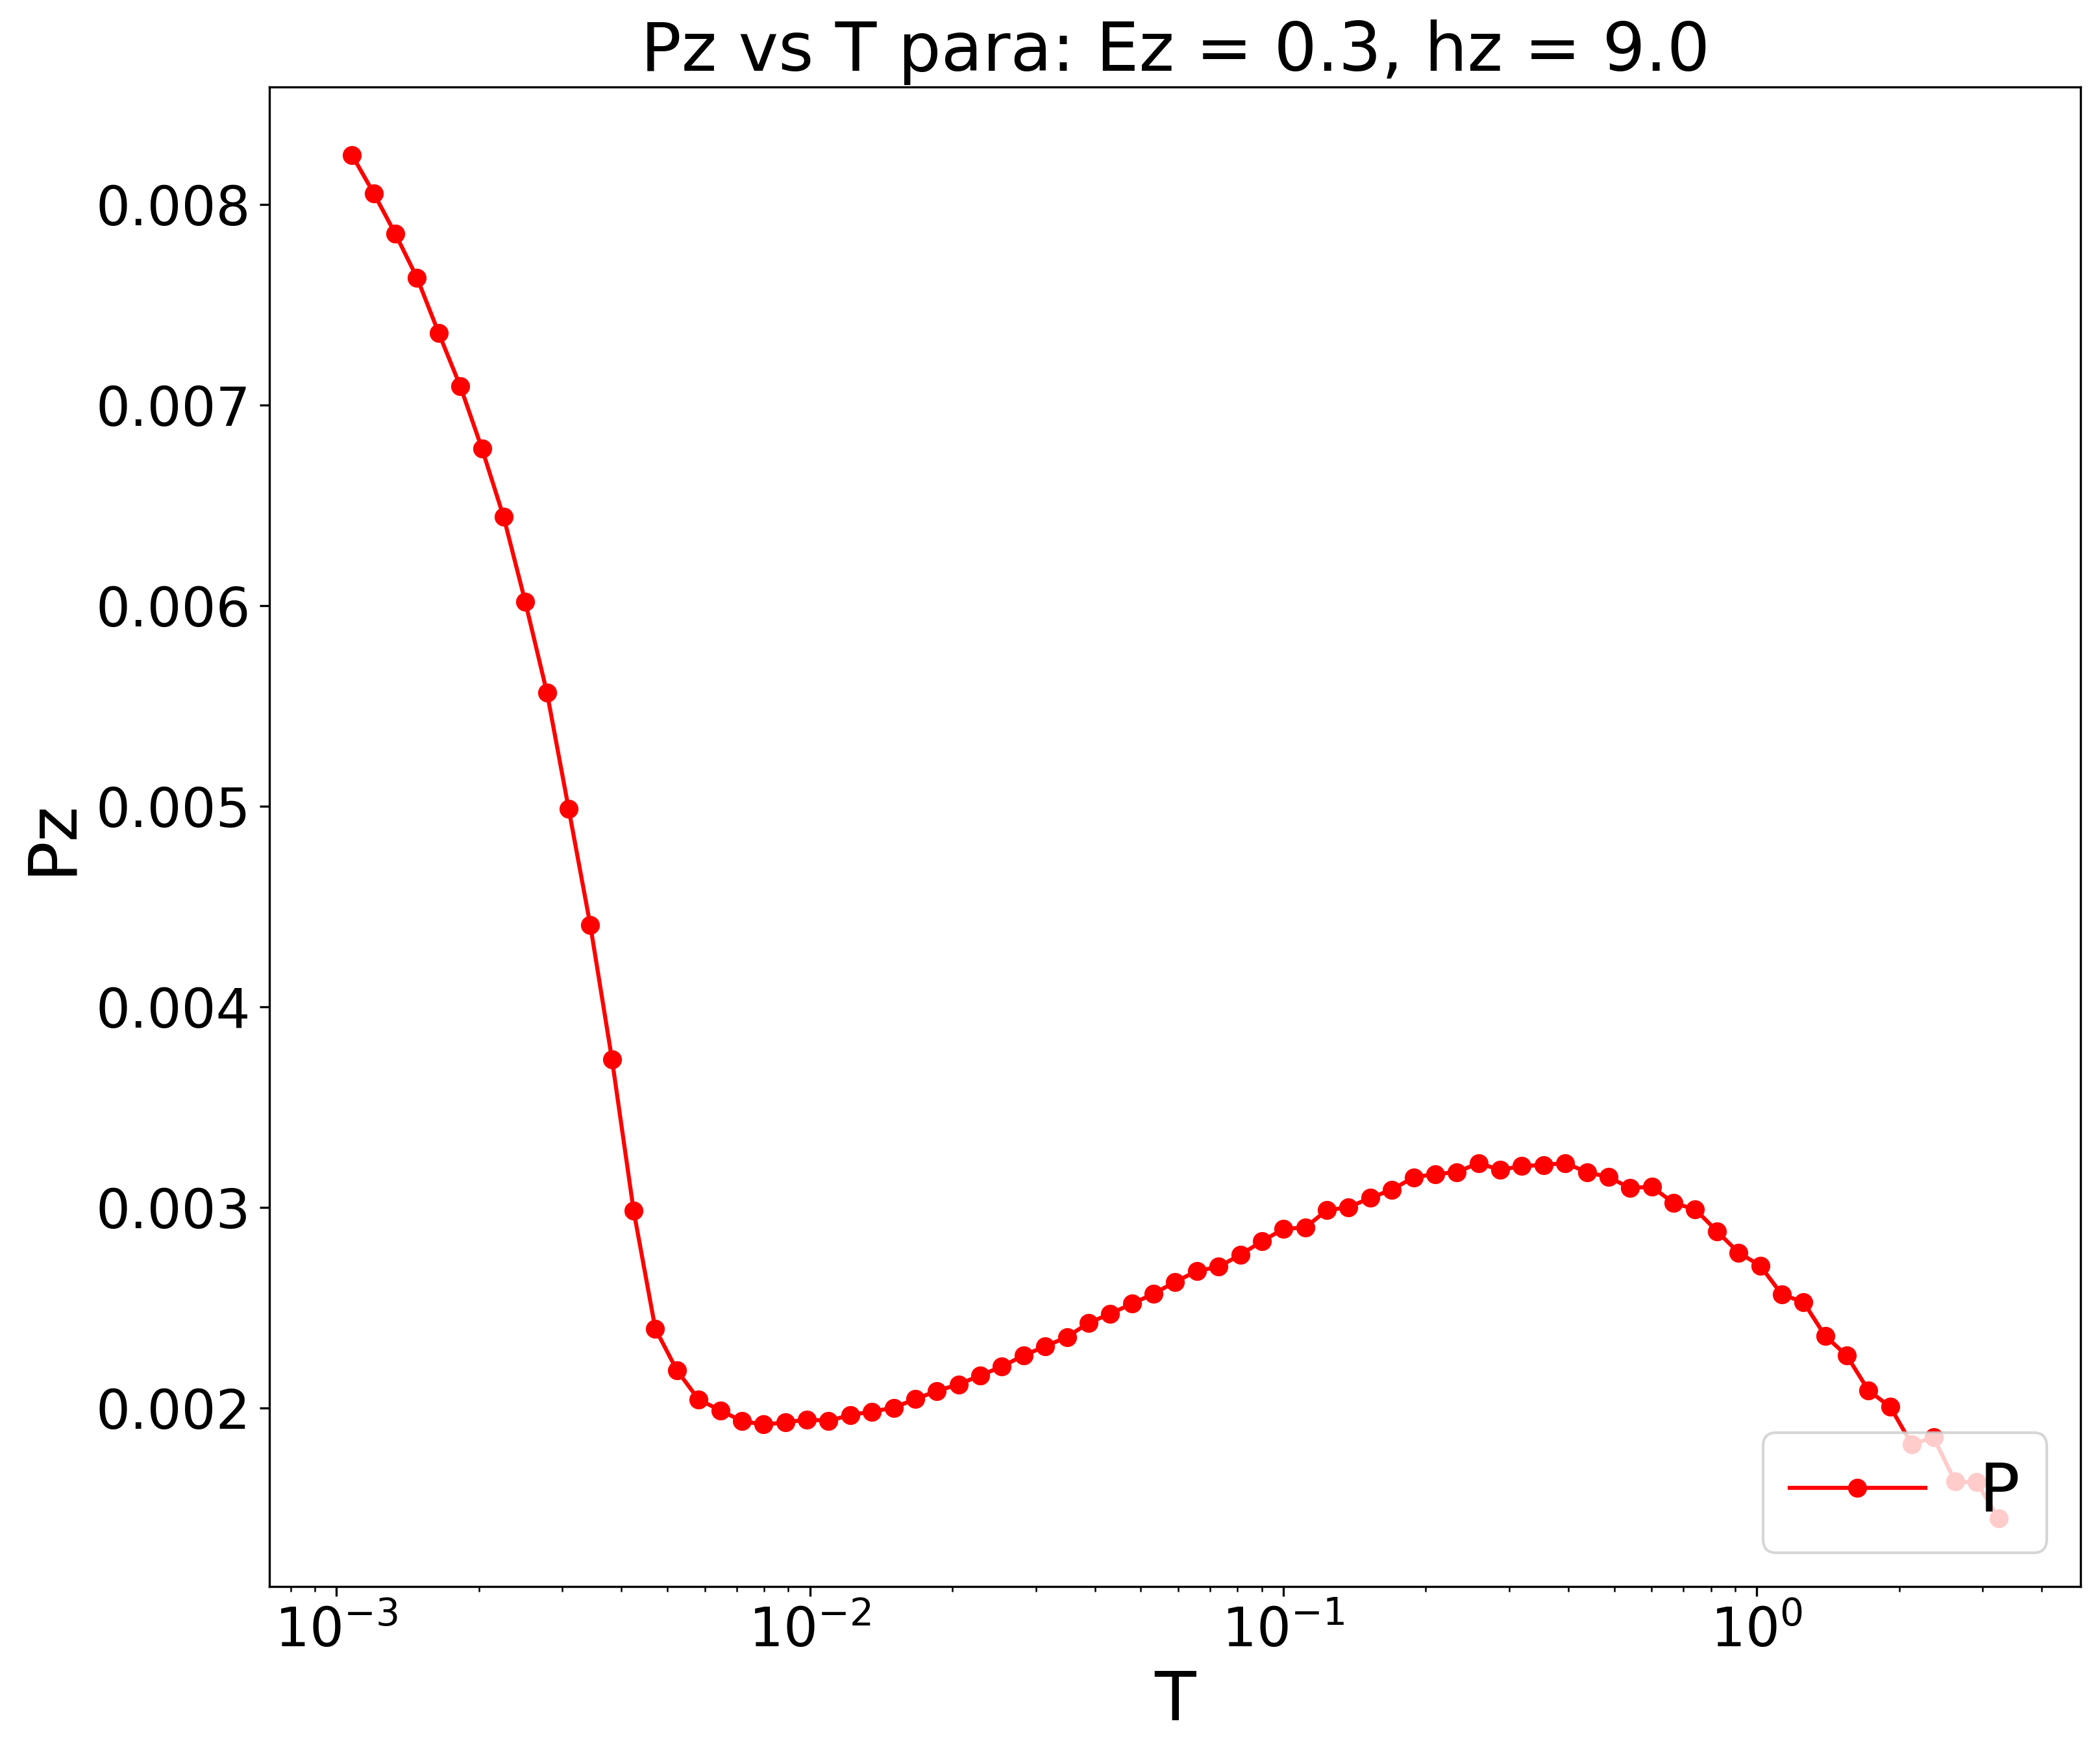 Pz vs T para: Ez = 0.3, hz = 9.0
0.008
0.007
0.006
0.005
0.004
0.003
0.002
Pz
P
10⁻³ 10⁻² 10⁻¹ 10⁰
T